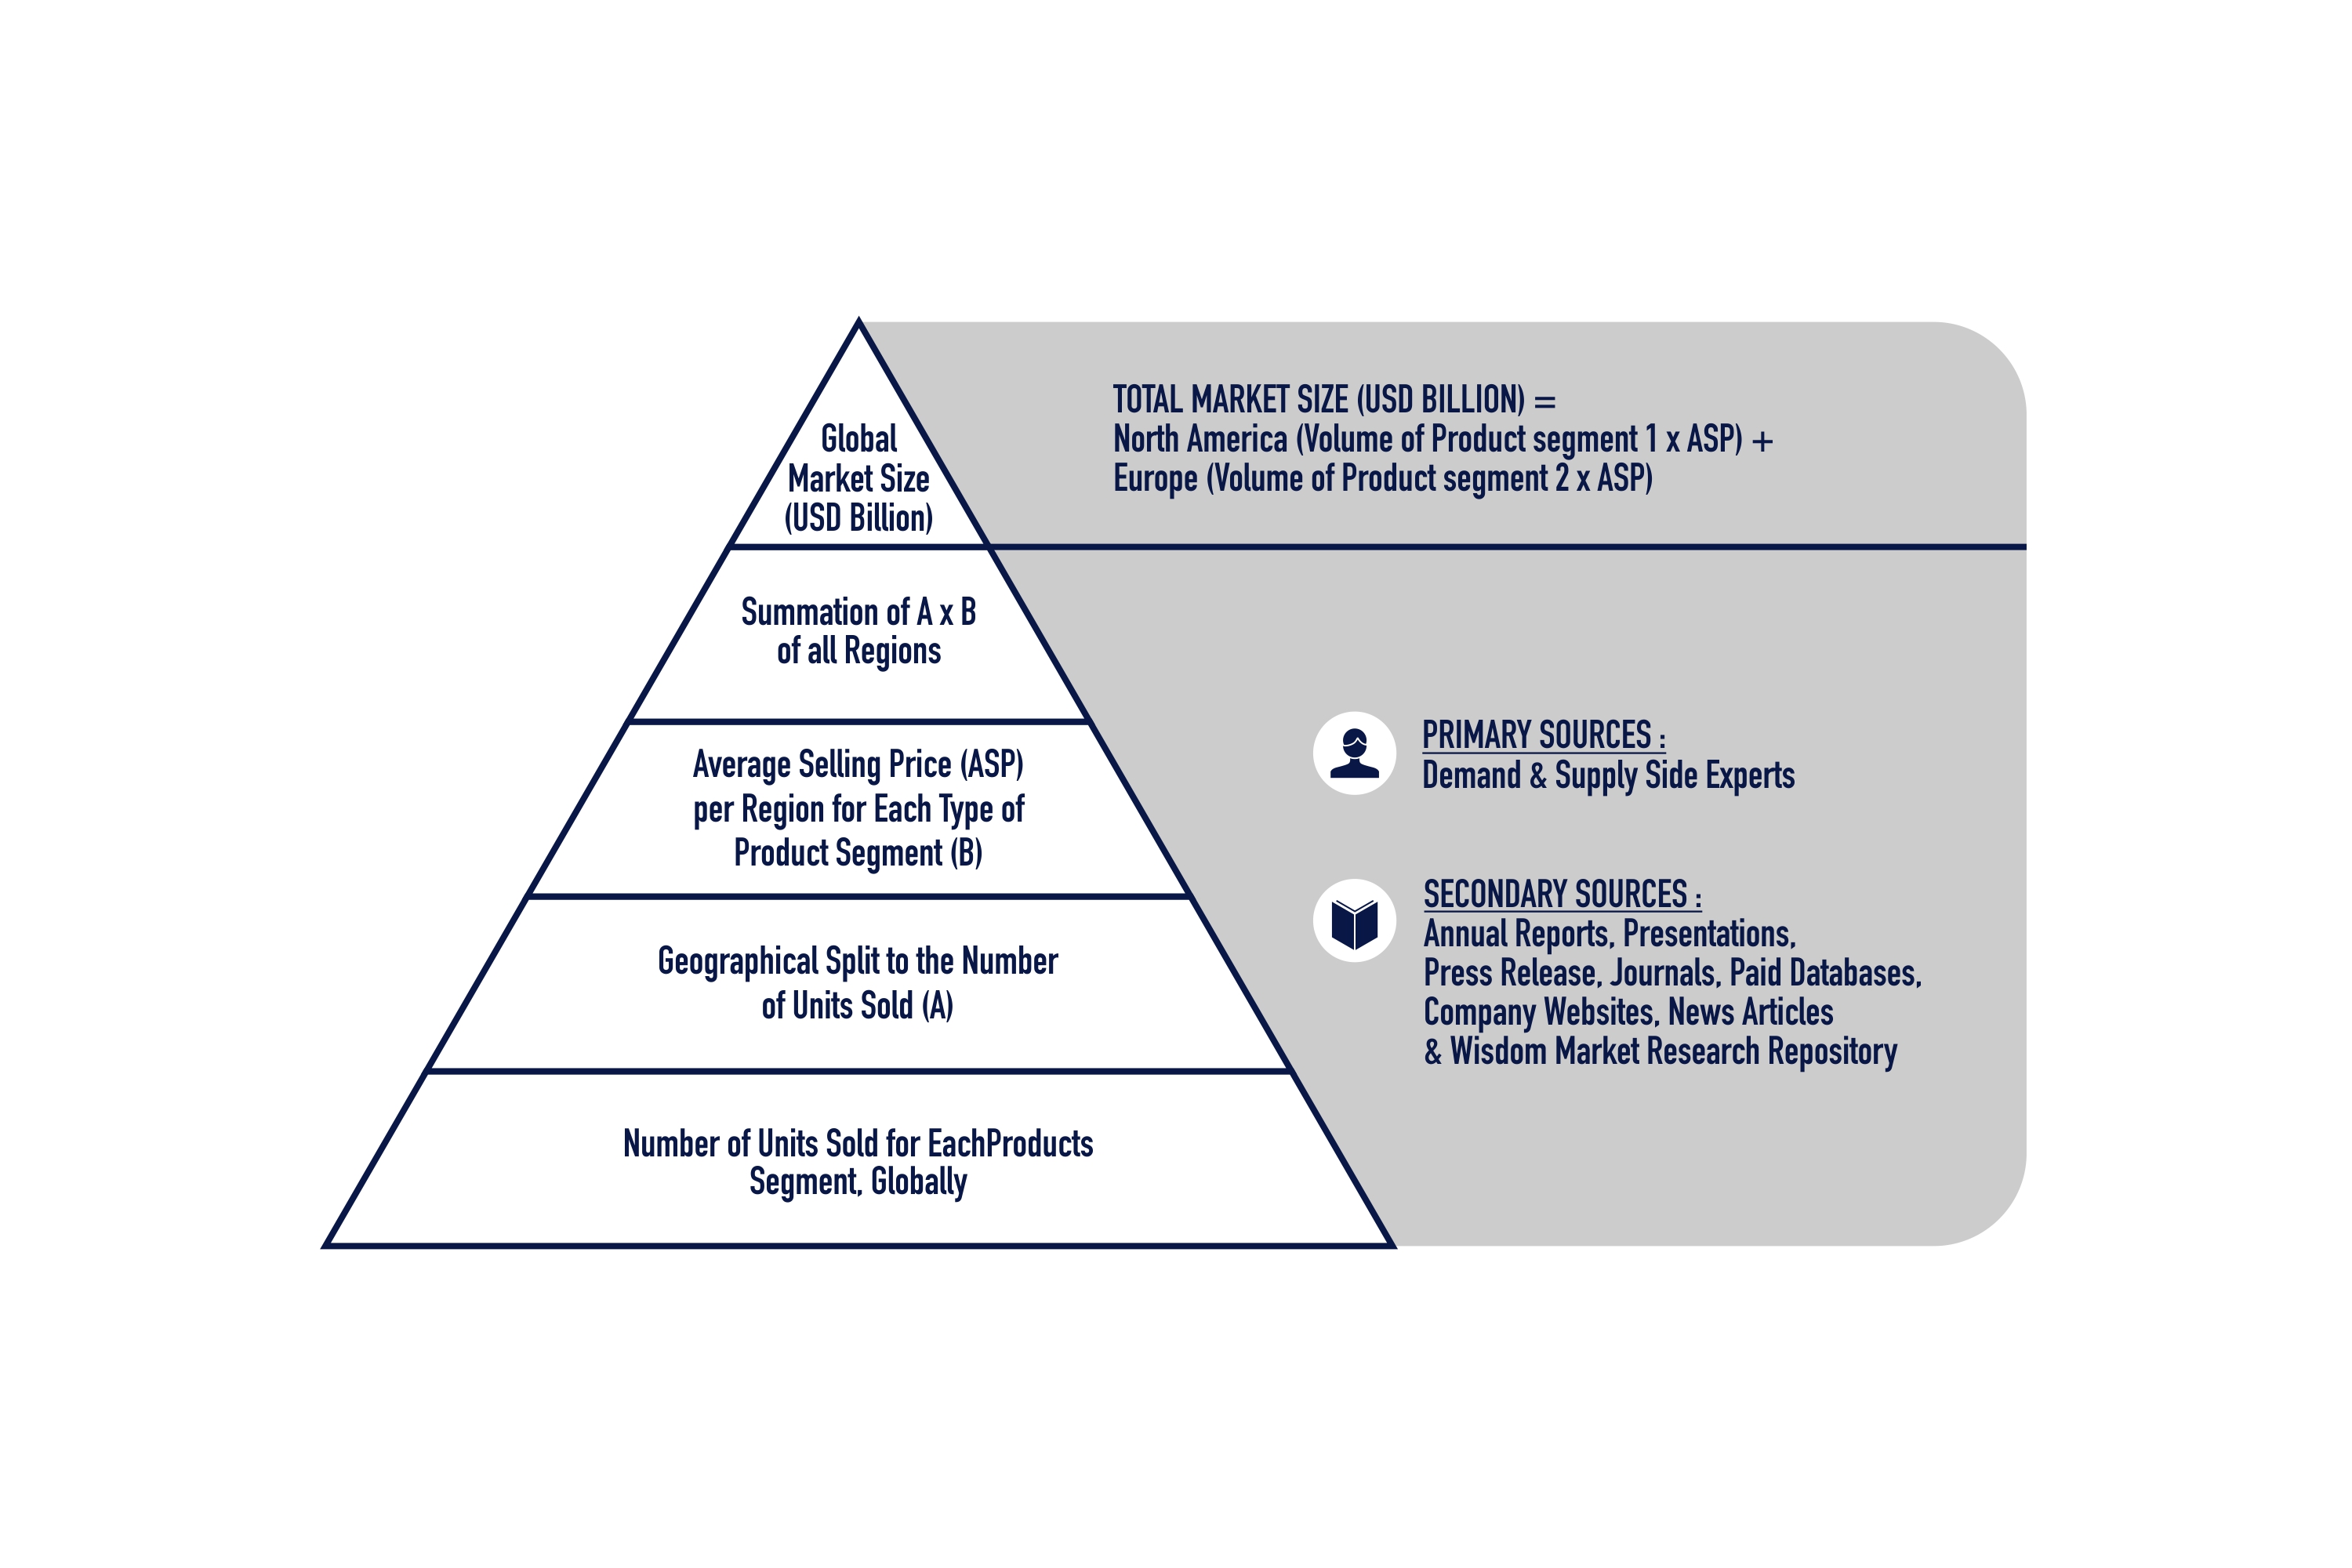 Global
Market Size
(USD Billion)
TOTAL MARKET SIZE (USD BILLION) =
North America (Volume of Product segment 1 x ASP) +
Europe (Volume of Product segment 2 x ASP)
Summation of A x B
of all Regions
Average Selling Price (ASP)
per Region for Each Type of
Product Segment (B)
Geographical Split to the Number
of Units Sold (A)
Number of Units Sold for EachProducts
Segment, Globally
PRIMARY SOURCES :
Demand & Supply Side Experts
SECONDARY SOURCES :
Annual Reports, Presentations,
Press Release, Journals, Paid Databases,
Company Websites, News Articles
& Wisdom Market Research Repository